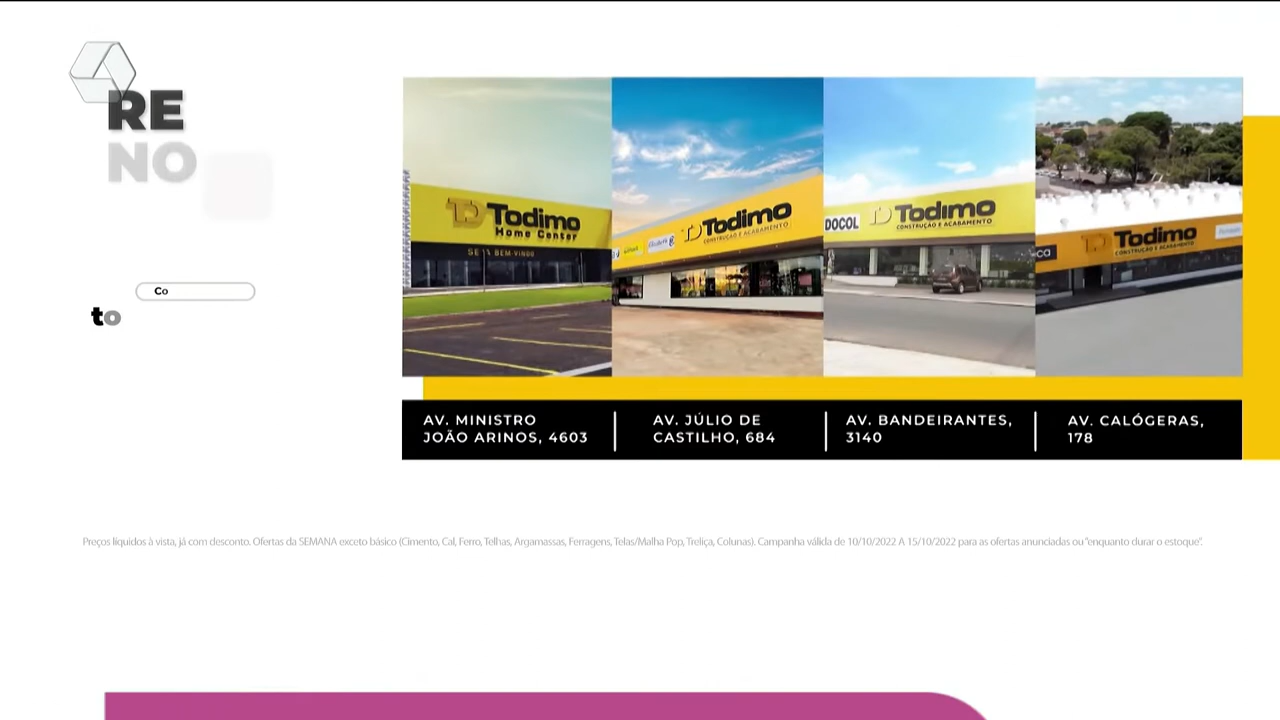 RE
NO
Co
to
Todimo
Home Center
SEJA BEM-VINDO
Todimo
CONSTRUÇÃO E ACABAMENTO
DOCOL
Todimo
CONSTRUÇÃO E ACABAMENTO
ca
Todimo
CONSTRUÇÃO E ACABAMENTO
AV. MINISTRO
JOÃO ARINOS, 4603
AV. JÚLIO DE
CASTILHO, 684
AV. BANDEIRANTES,
3140
AV. CALÓGERAS,
178
Preços líquidos à vista, já com desconto. Ofertas da SEMANA exceto básico (Cimento, Cal, Ferro, Telhas, Argamassas, Ferragens, Telas/Malha Pop, Treliça, Colunas). Campanha válida de 10/10/2022 A 15/10/2022 para as ofertas anunciadas ou "enquanto durar o estoque".